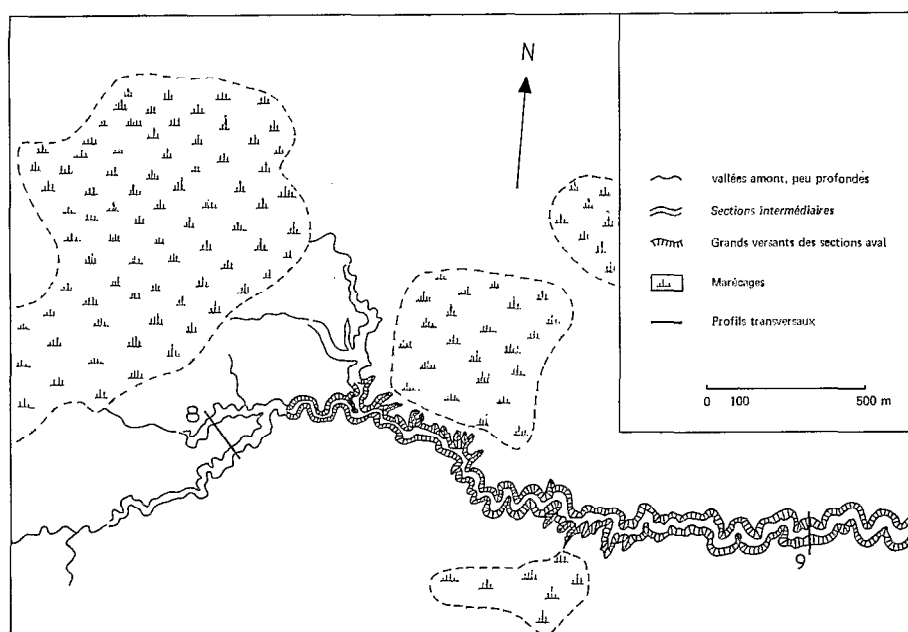 N
vallées amont, peu profondes
Sections intermédiaires
Grands versants des sections aval
Marécages
Profils transversaux
0 100 500 m
8
9